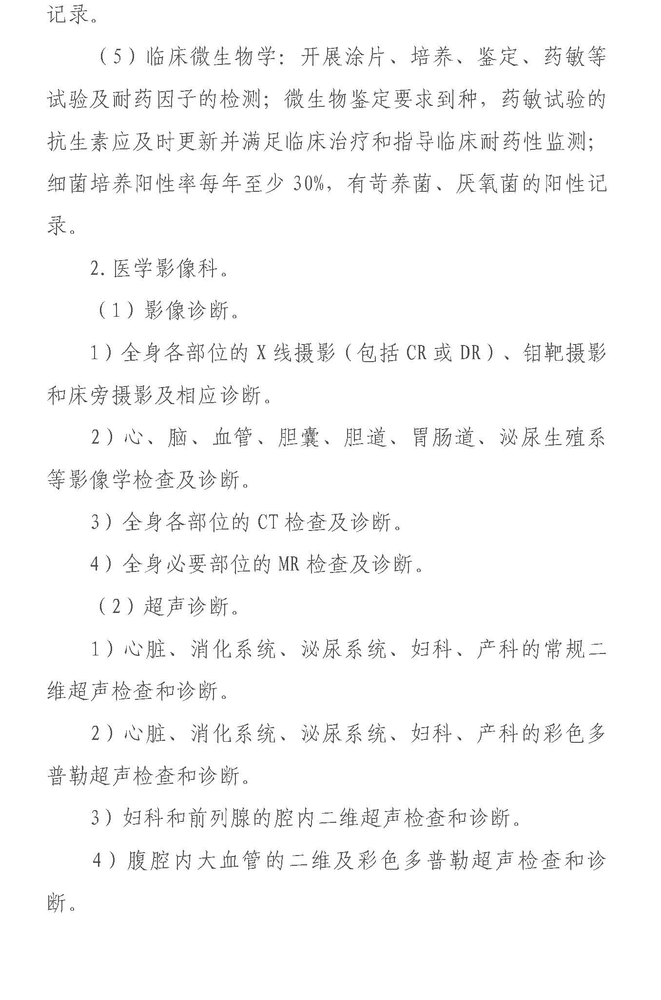 记录。
（5）临床微生物学：开展涂片、培养、鉴定、药敏等
试验及耐药因子的检测；微生物鉴定要求到种，药敏试验的
抗生素应及时更新并满足临床治疗和指导临床耐药性监测；
细菌培养阳性率每年至少 30%，有苛养菌、厌氧菌的阳性记
录。
2. 医学影像科。
（1）影像诊断。
1）全身各部位的 X 线摄影（包括 CR 或 DR）、钼靶摄影
和床旁摄影及相应诊断。
2）心、脑、血管、胆囊、胆道、胃肠道、泌尿生殖系
等影像学检查及诊断。
3）全身各部位的 CT 检查及诊断。
4）全身必要部位的 MR 检查及诊断。
（2）超声诊断。
1）心脏、消化系统、泌尿系统、妇科、产科的常规二
维超声检查和诊断。
2）心脏、消化系统、泌尿系统、妇科、产科的彩色多
普勒超声检查和诊断。
3）妇科和前列腺的腔内二维超声检查和诊断。
4）腹腔内大血管的二维及彩色多普勒超声检查和诊
断。